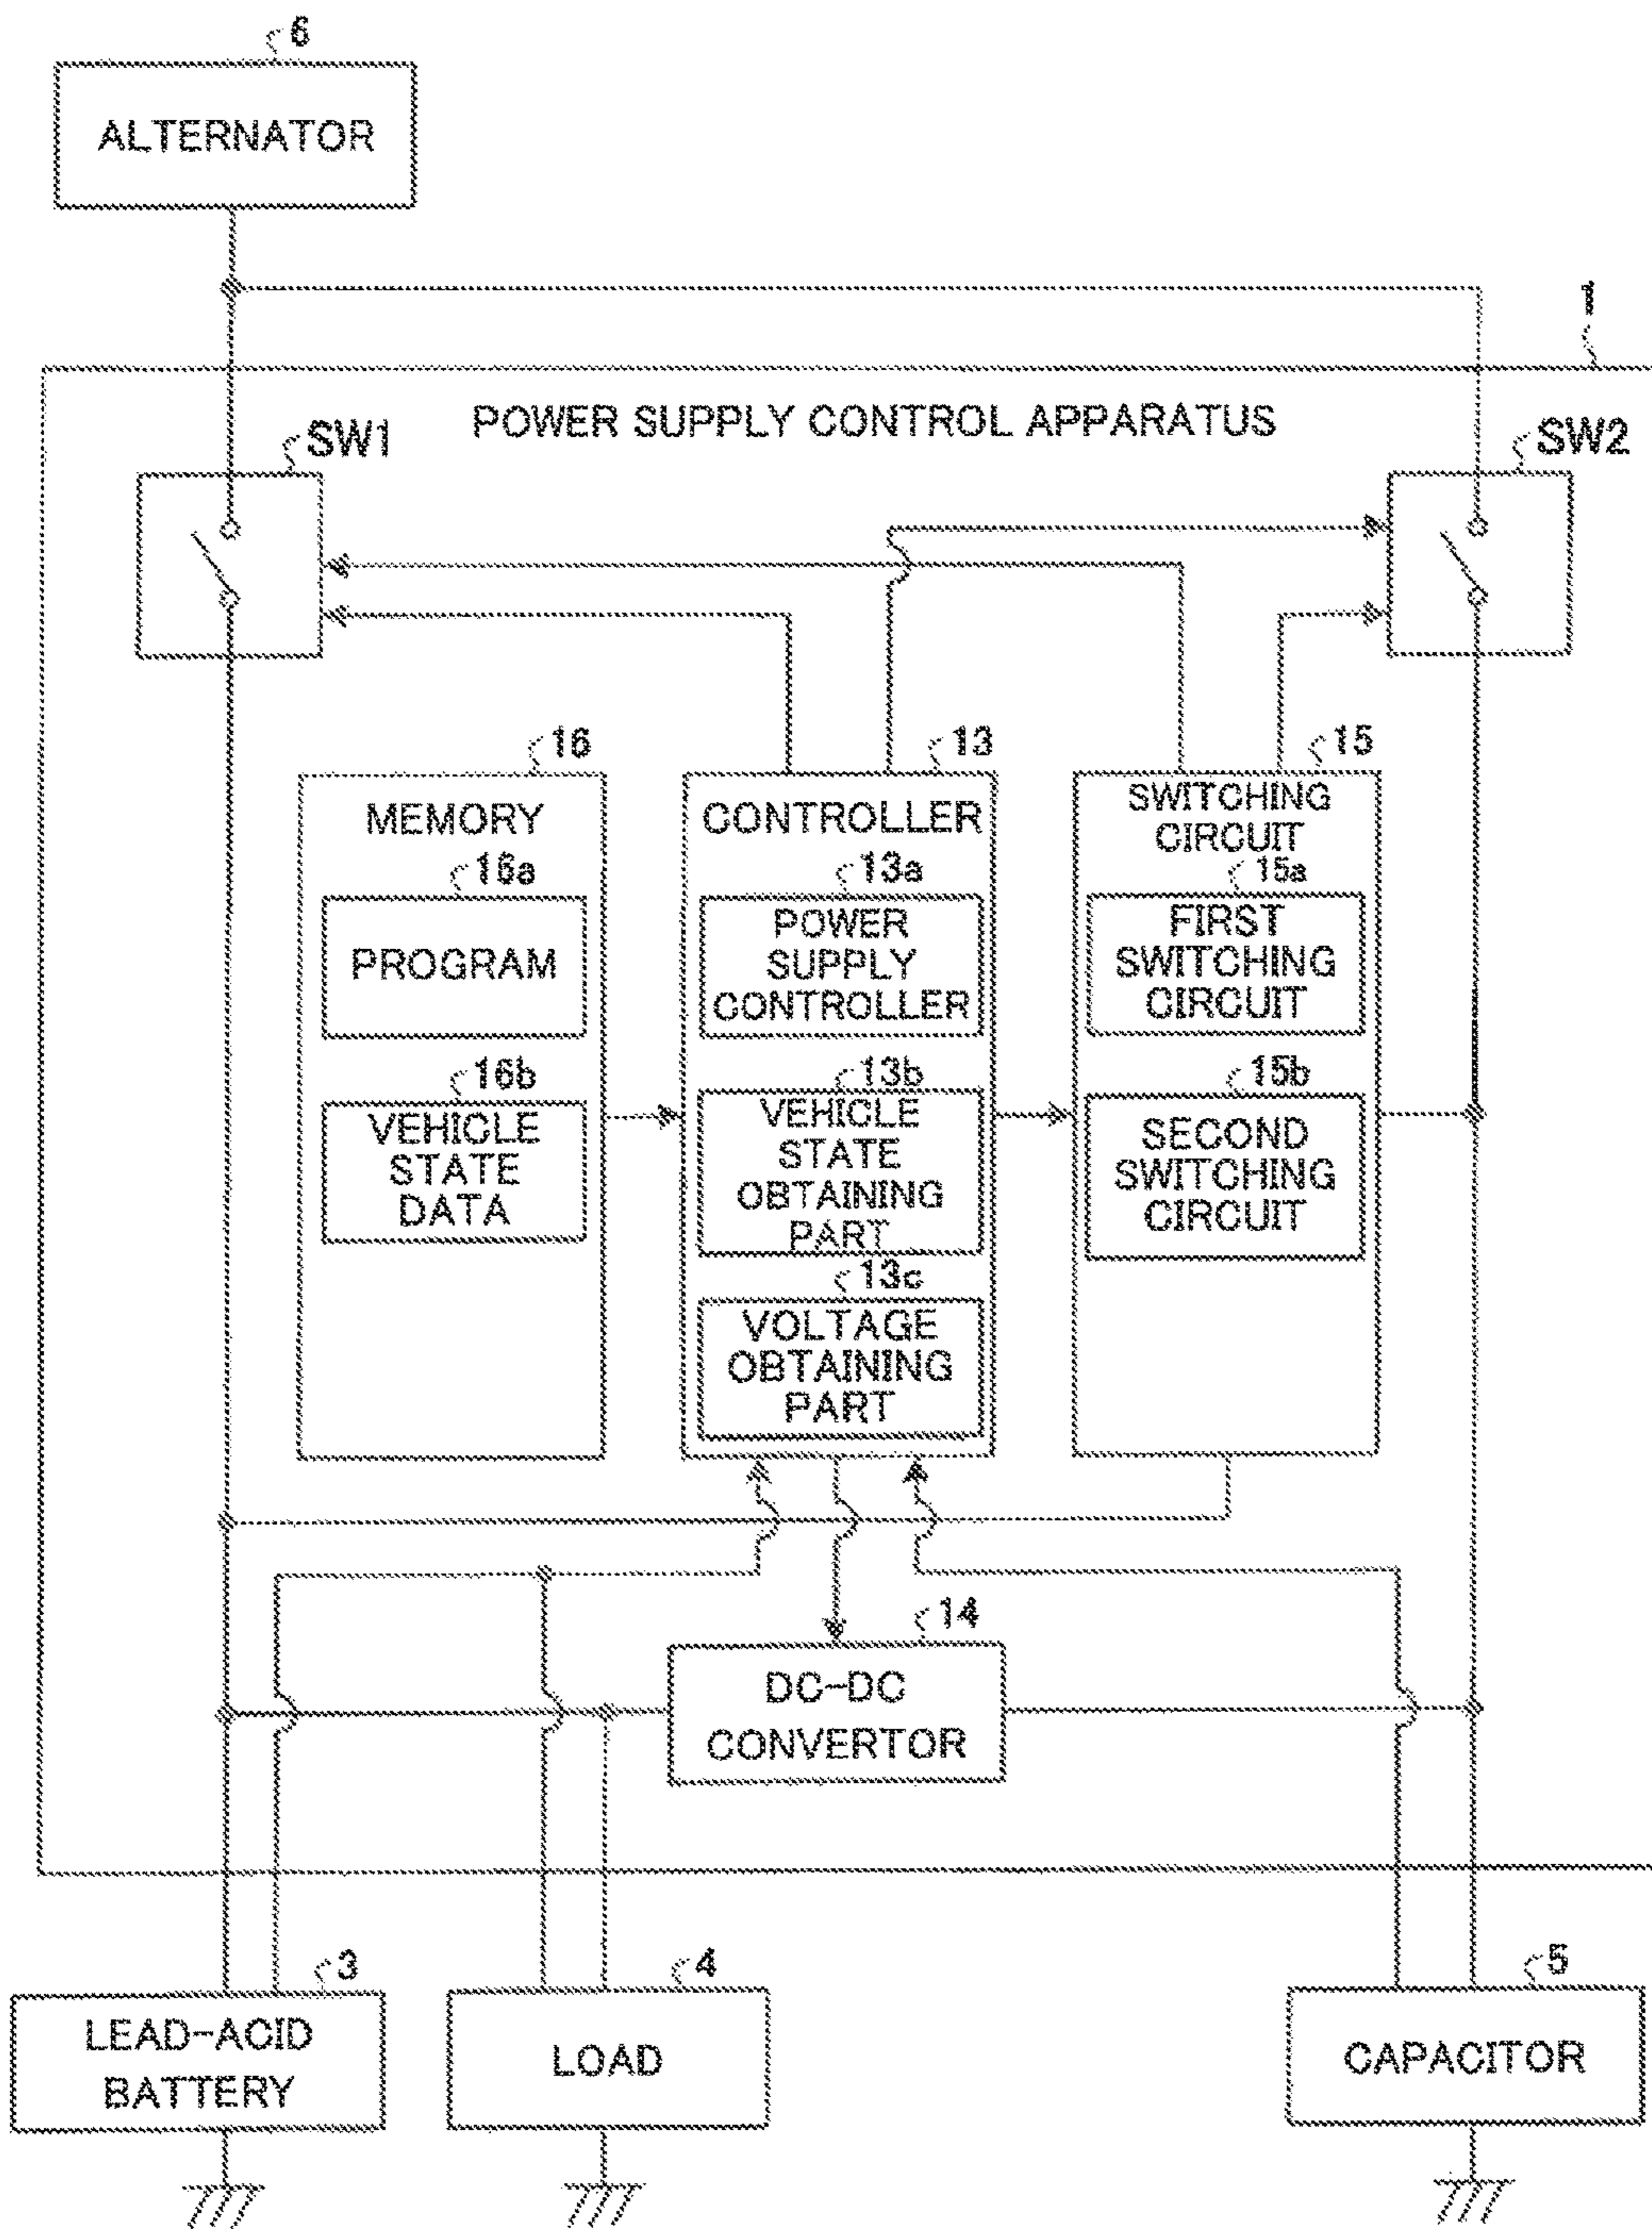 6
ALTERNATOR
1
POWER SUPPLY CONTROL APPARATUS
SW1
SW2
16
13
15
MEMORY
CONTROLLER
SWITCHING
CIRCUIT
16a
13a
15a
PROGRAM
POWER
SUPPLY
CONTROLLER
FIRST
SWITCHING
CIRCUIT
16b
13b
15b
VEHICLE
STATE
DATA
VEHICLE
STATE
OBTAINING
PART
SECOND
SWITCHING
CIRCUIT
13c
VOLTAGE
OBTAINING
PART
14
DC-DC
CONVERTOR
3
4
5
LEAD-ACID
BATTERY
LOAD
CAPACITOR